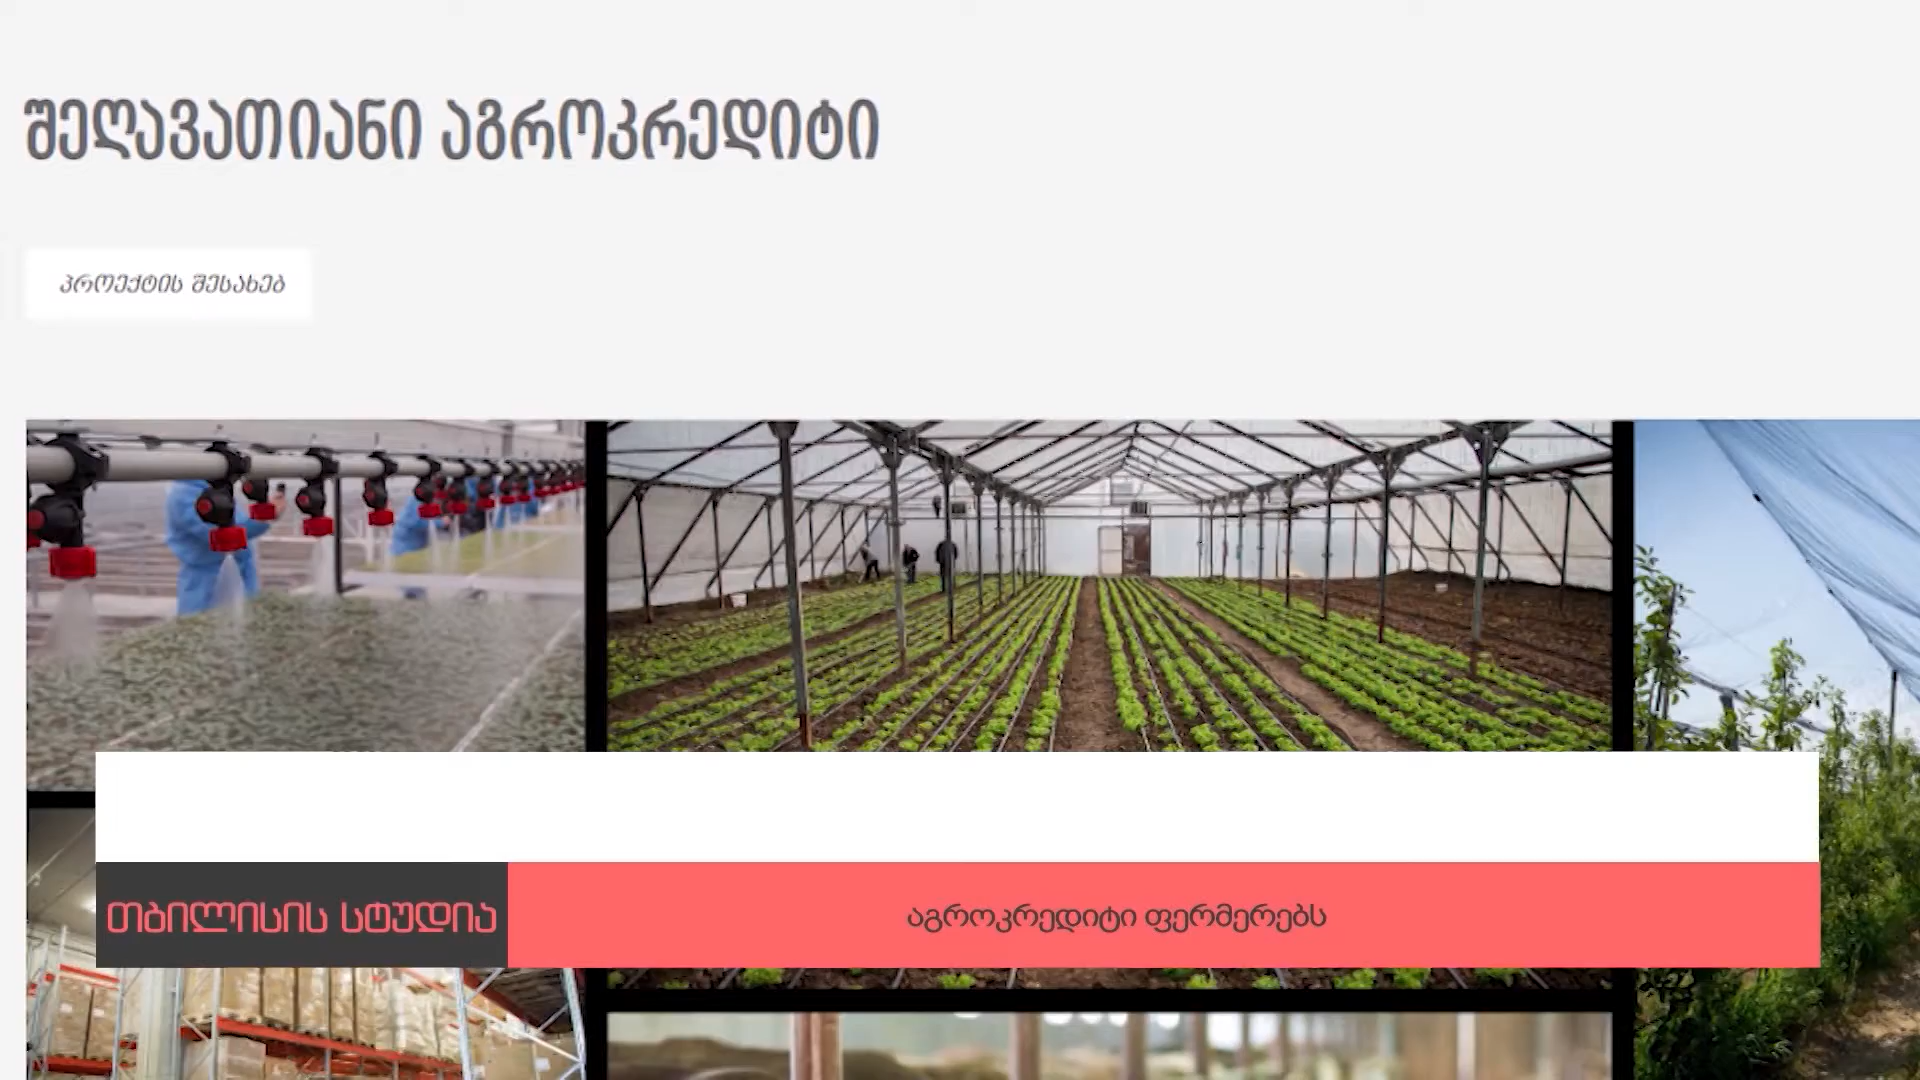 შეღავათიანი აგროკრედიტი
პროექტის შესახებ
თბილისის სტუდია
აგროკრედიტი ფერმერებს